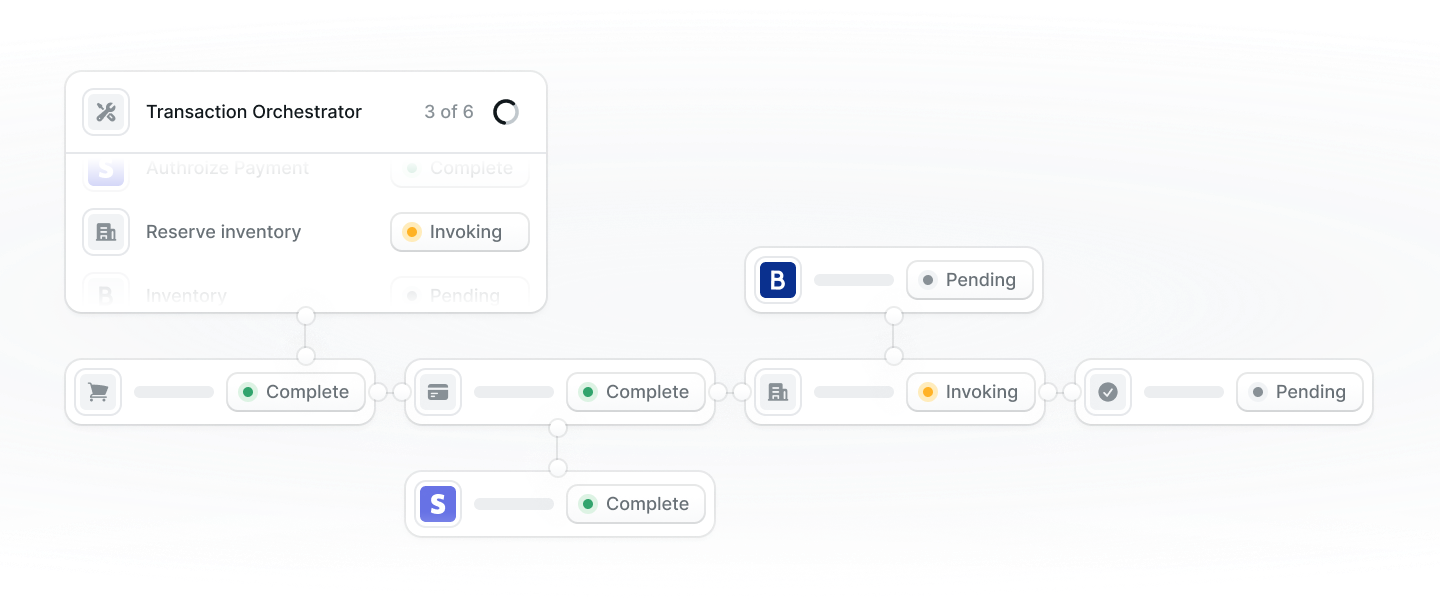 Transaction Orchestrator 3 of 6
S Authroize Payment Complete
Reserve inventory Invoking
B Inventory Pending
B Pending
Complete Complete Invoking Pending
S Complete